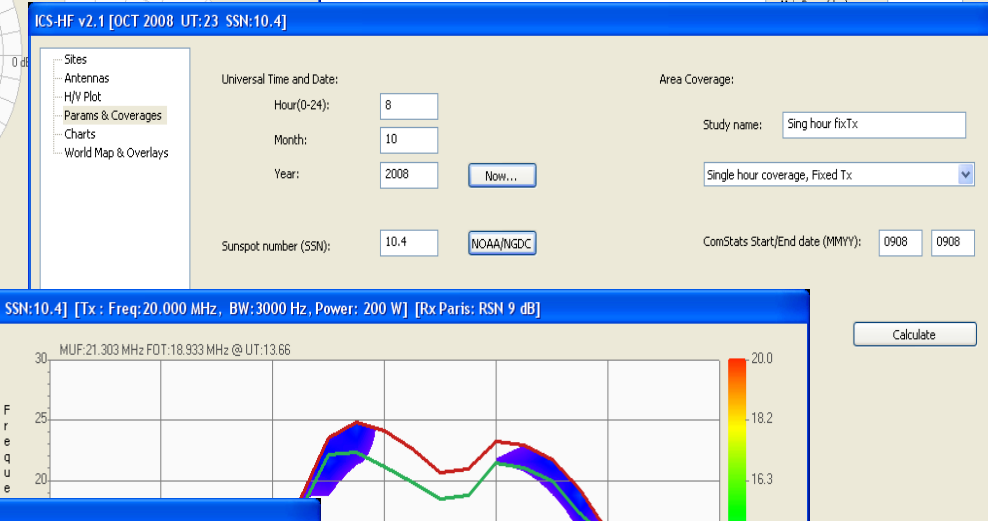 0 dB
ICS-HF v2.1 [OCT 2008 UT:23 SSN:10.4]
Sites
Antennas
H/V Plot
Params & Coverages
Charts
World Map & Overlays
Universal Time and Date:
Hour(0-24): 8
Month: 10
Year: 2008 Now...
Sunspot number (SSN): 10.4 NOAA/NGDC
Area Coverage:
Study name: Sing hour fixTx
Single hour coverage, Fixed Tx
ComStats Start/End date (MMYY): 0908 0908
Calculate
SSN:10.4] [Tx : Freq:20.000 MHz, BW:3000 Hz, Power: 200 W] [Rx Paris: RSN 9 dB]
MUF:21.303 MHz FOT:18.933 MHz @ UT:13.66
30
25
20
Freque
20.0
18.2
16.3